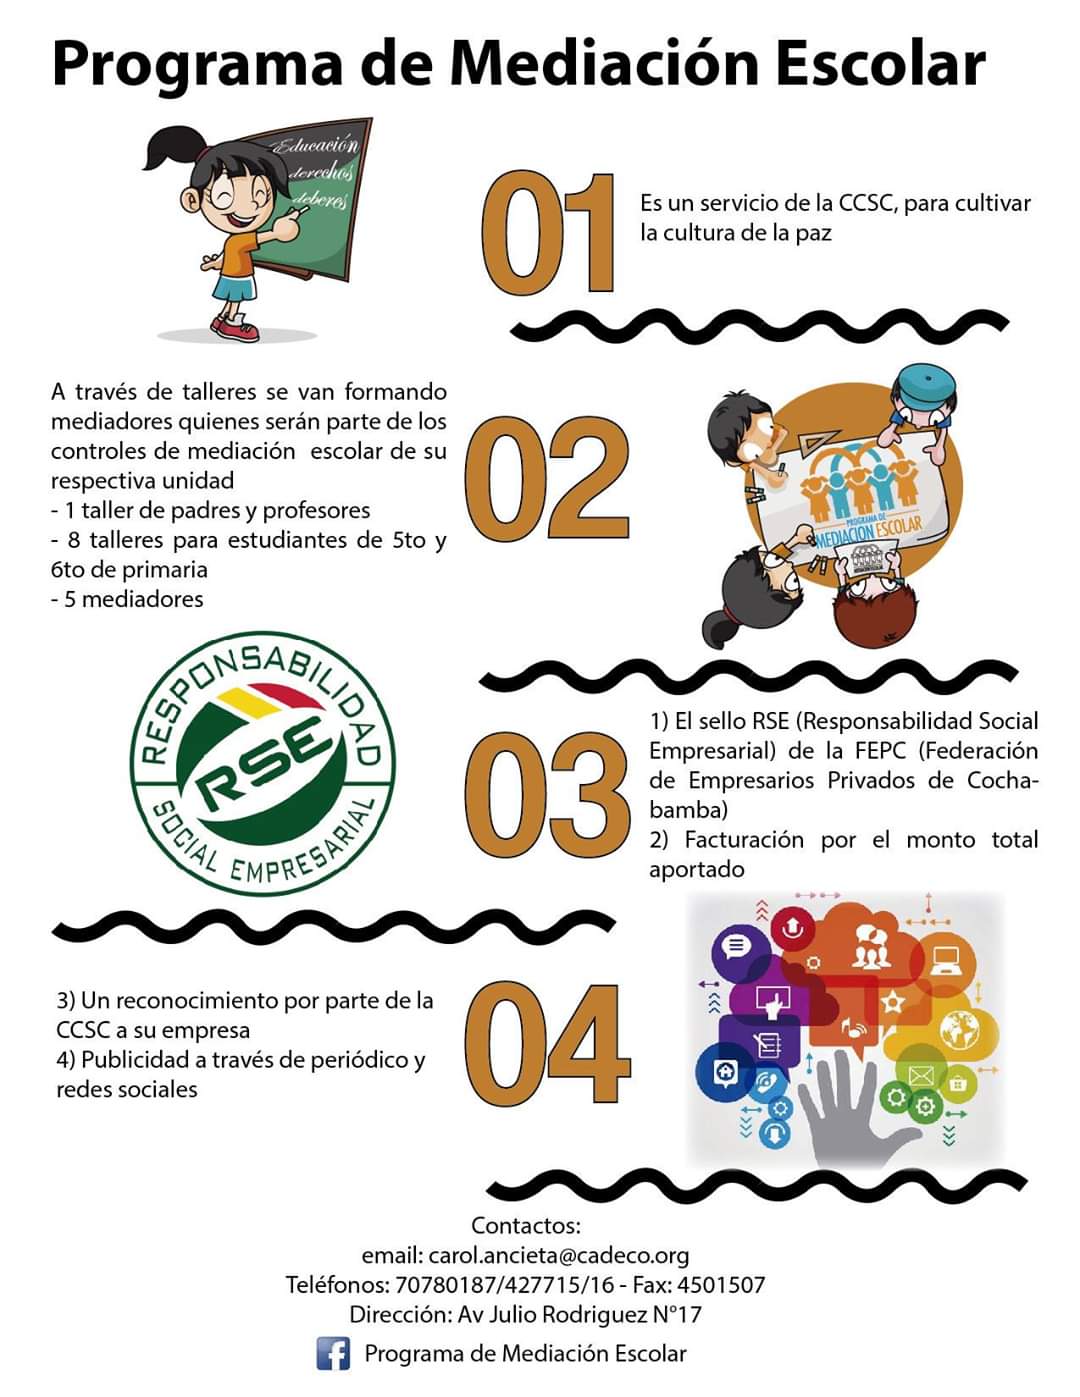 Programa de Mediación Escolar
Educación
derechos
deberes
01
Es un servicio de la CCSC, para cultivar
la cultura de la paz
A través de talleres se van formando
mediadores quienes serán parte de los
controles de mediación escolar de su
respectiva unidad
- 1 taller de padres y profesores
- 8 talleres para estudiantes de 5to y
6to de primaria
- 5 mediadores
02
PROGRAMA DE
MEDIACION ESCOLAR
MEDIACION ESCOLAR
RESPONSABILIDAD
RSE
SOCIAL EMPRESARIAL
03
1) El sello RSE (Responsabilidad Social
Empresarial) de la FEPC (Federación
de Empresarios Privados de Cocha-
bamba)
2) Facturación por el monto total
aportado
3) Un reconocimiento por parte de la
CCSC a su empresa
4) Publicidad a través de periódico y
redes sociales
04
Contactos:
email: carol.ancieta@cadeco.org
Teléfonos: 70780187/427715/16 - Fax: 4501507
Dirección: Av Julio Rodriguez N°17
f Programa de Mediación Escolar